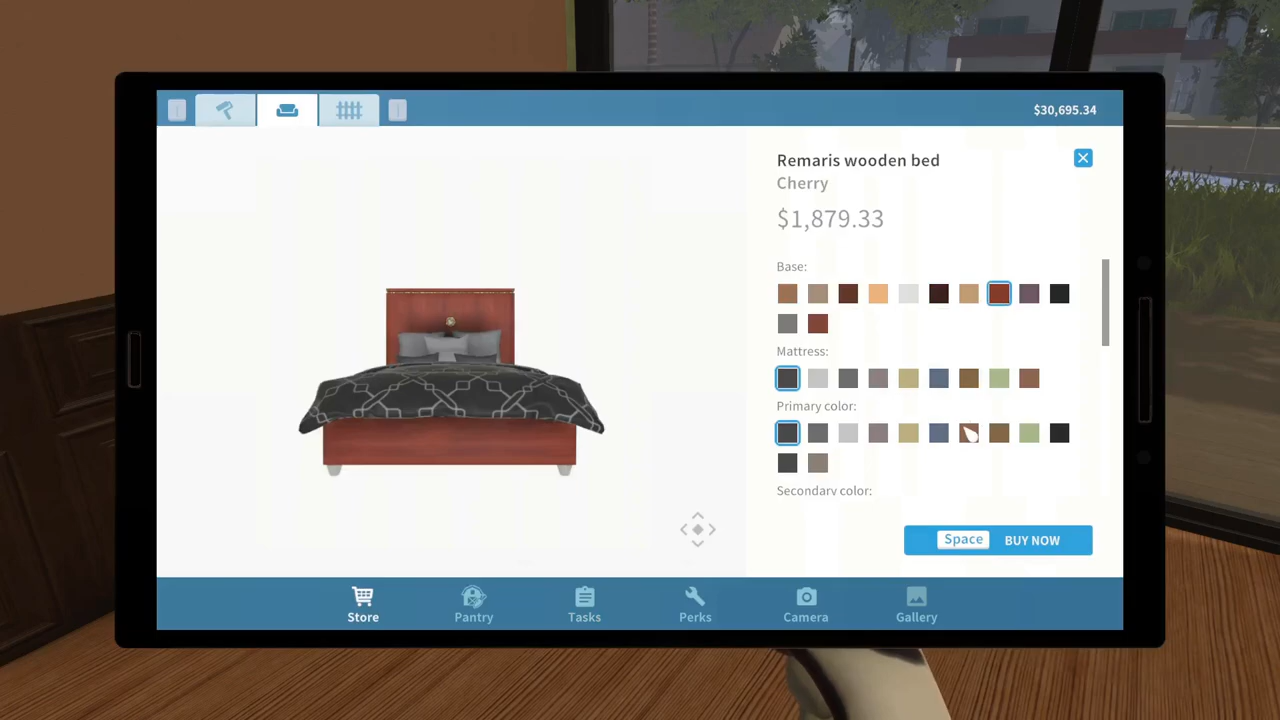 $30,695.34
Remaris wooden bed
Cherry
$1,879.33
Base:
Mattress:
Primary color:
Secondary color:
Space BUY NOW
Store Pantry Tasks Perks Camera Gallery